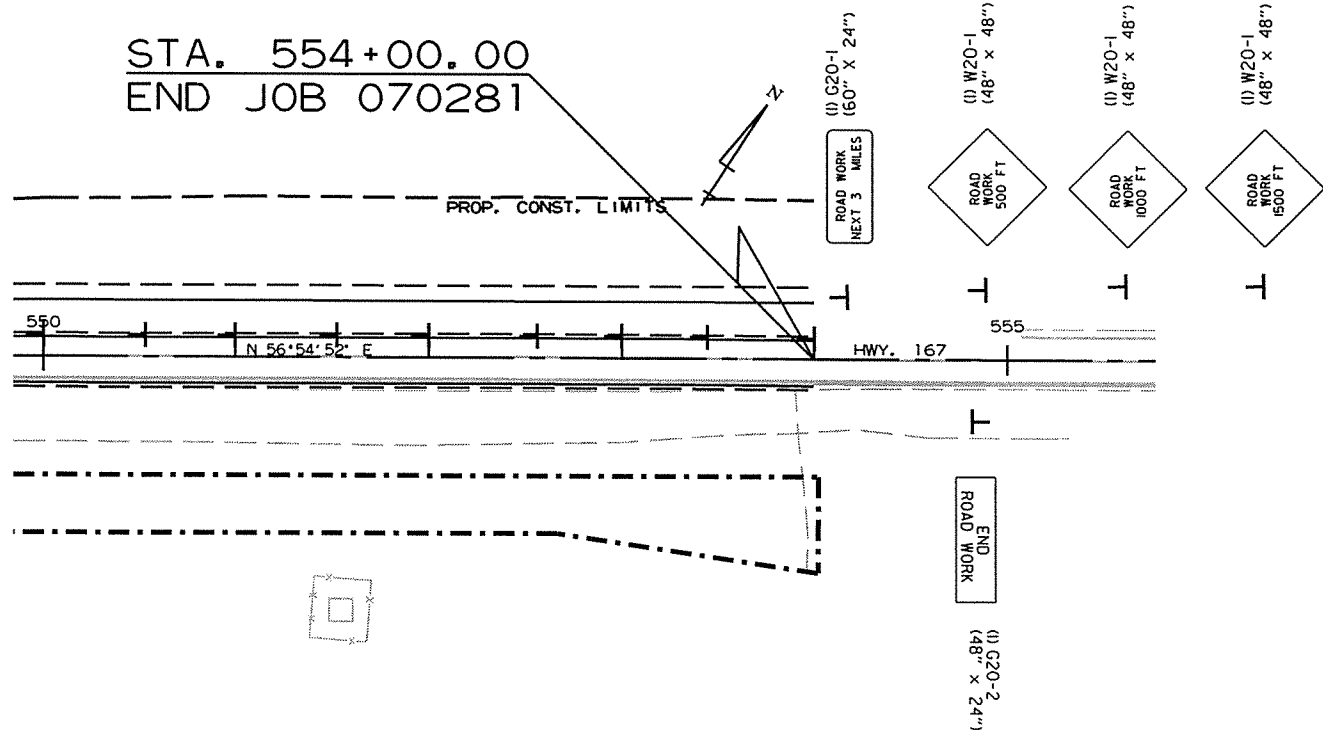 STA. 554+00.00
END JOB 070281
N
PROP. CONST. LIMITS
(1) G20-1
(60" X 24")
ROAD WORK
NEXT 3 MILES
(1) W20-1
(48" x 48")
ROAD
WORK
500 FT
(1) W20-1
(48" x 48")
ROAD
WORK
1000 FT
(1) W20-1
(48" x 48")
ROAD
WORK
1500 FT
550
N 56°54'52" E
HWY. 167
555
END
ROAD WORK
(1) G20-2
(48" x 24")